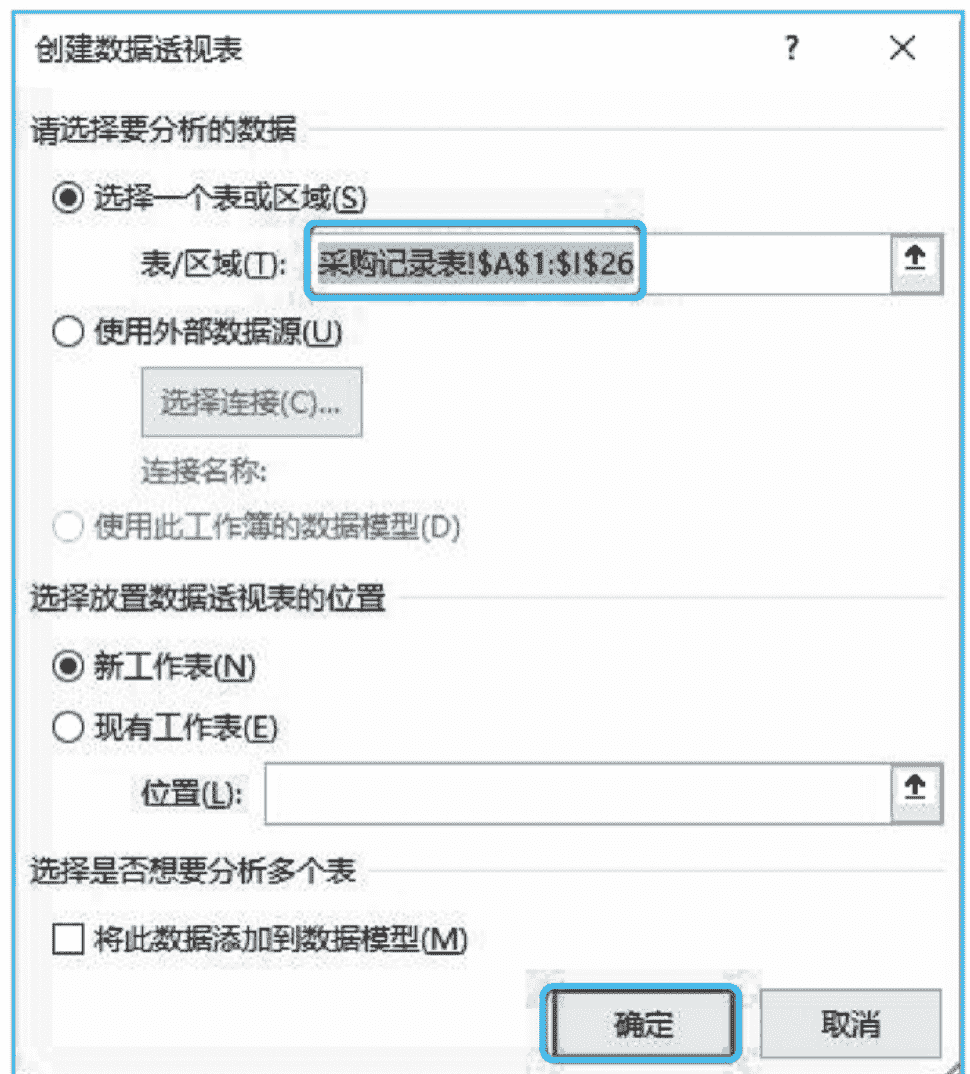 创建数据透视表 ?
请选择要分析的数据
选择一个表或区域(S)
表/区域(T): 采购记录表!$A$1:$I$26
使用外部数据源(U)
选择连接(C)...
连接名称:
使用此工作簿的数据模型(D)
选择放置数据透视表的位置
新工作表(N)
现有工作表(E)
位置(L):
选择是否想要分析多个表
将此数据添加到数据模型(M)
确定 取消